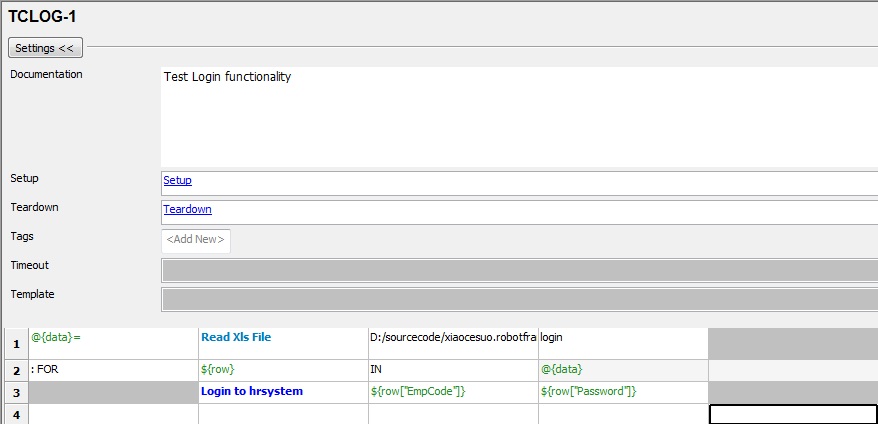 TCLOG-1
Settings <<
Documentation
Test Login functionality
Setup
Setup
Teardown
Teardown
Tags
<Add New>
Timeout
Template
1 @{data}= Read Xls File D:/sourcecode/xiaocesuo.robotfra login
2 : FOR ${row} IN @{data}
3 Login to hrsystem ${row["EmpCode"]} ${row["Password"]}
4